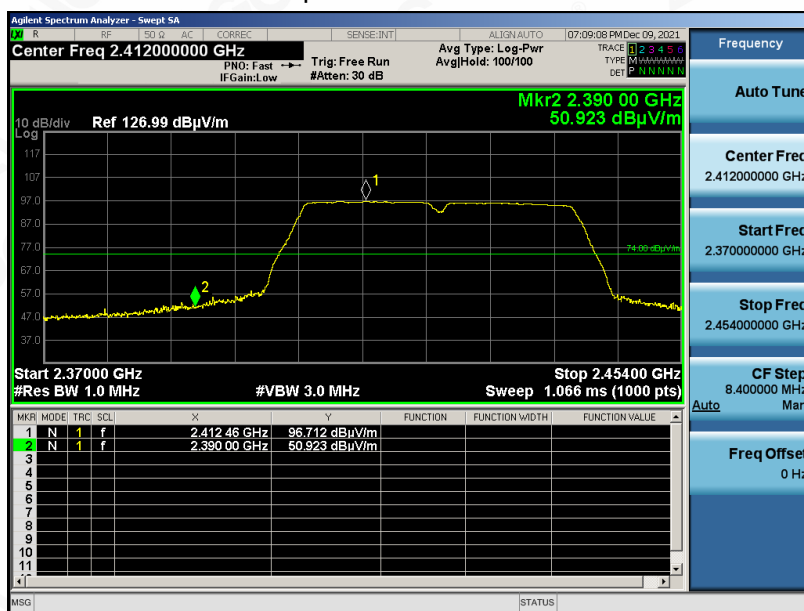 Agilent Spectrum Analyzer - Swept SA
LXI R RF 50 Ω AC CORREC SENSE:INT ALIGN AUTO 07:09:08 PM Dec 09, 2021
Center Freq 2.412000000 GHz
PNO: Fast
IFGain:Low
Trig: Free Run
#Atten: 30 dB
Avg Type: Log-Pwr
Avg|Hold: 100/100
TRACE 1 2 3 4 5 6
TYPE M W W W W W
DET P N N N N N
Mkr2 2.390 00 GHz
50.923 dBµV/m
10 dB/div Ref 126.99 dBµV/m
Log
117
107
97.0
87.0
77.0
67.0
57.0
47.0
37.0
1
2
74.00 dBµV/m
Start 2.37000 GHz Stop 2.45400 GHz
#Res BW 1.0 MHz #VBW 3.0 MHz Sweep 1.066 ms (1000 pts)
MKR MODE TRC SCL X Y FUNCTION FUNCTION WIDTH FUNCTION VALUE
1 N 1 f 2.412 46 GHz 96.712 dBµV/m
2 N 1 f 2.390 00 GHz 50.923 dBµV/m
3
4
5
6
7
8
9
10
11
MSG STATUS
Frequency
Auto Tune
Center Freq
2.412000000 GHz
Start Freq
2.370000000 GHz
Stop Freq
2.454000000 GHz
CF Step
8.400000 MHz
Auto Man
Freq Offset
0 Hz